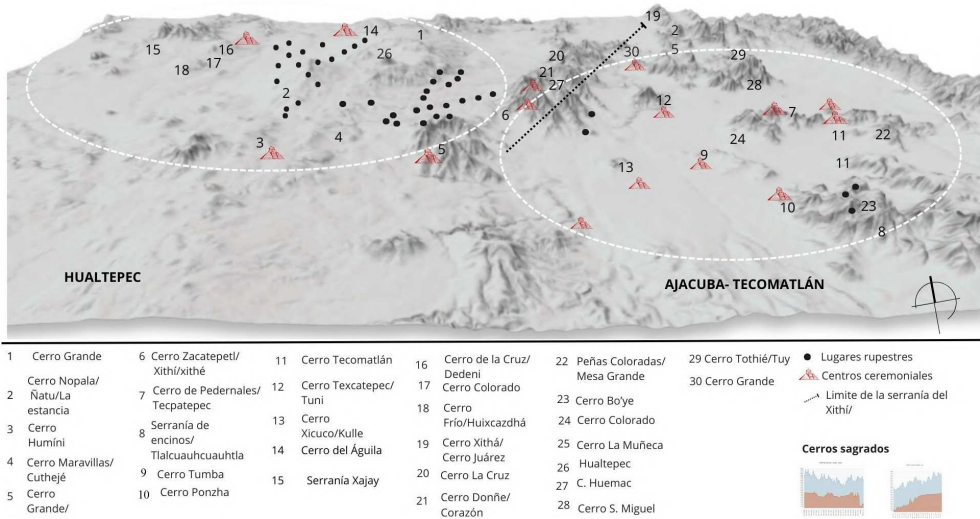 19
14
1
2
15
16
30
5
20
29
17
26
18
21
27
28
2
12
6
7
4
24
11
22
3
5
9
11
13
10
23
8
HUALTEPEC
AJACUBA- TECOMATLÁN
1 Cerro Grande
2 Cerro Nopala/
Ñatu/La
estancia
3 Cerro
Humíni
4 Cerro Maravillas/
Cuthejé
5 Cerro
Grande/
6 Cerro Zacatepetl/
Xithí/xithé
7 Cerro de Pedernales/
Tecpatepec
8 Serranía de
encinos/
Tlalcuauhcuauhtla
9 Cerro Tumba
10 Cerro Ponzha
11 Cerro Tecomatlán
12 Cerro Texcatepec/
Tuni
13 Cerro
Xicuco/Kulle
14 Cerro del Águila
15 Serranía Xajay
16 Cerro de la Cruz/
Dedeni
17 Cerro Colorado
18 Cerro
Frío/Huixcazdhá
19 Cerro Xithá/
Cerro Juárez
20 Cerro La Cruz
21 Cerro Donñe/
Corazón
22 Peñas Coloradas/
Mesa Grande
23 Cerro Bo'ye
24 Cerro Colorado
25 Cerro La Muñeca
26 Hualtepec
27 C. Huemac
28 Cerro S. Miguel
29 Cerro Tothié/Tuy
30 Cerro Grande
Lugares rupestres
Centros ceremoniales
Limite de la serranía del
Xithí/
Cerros sagrados